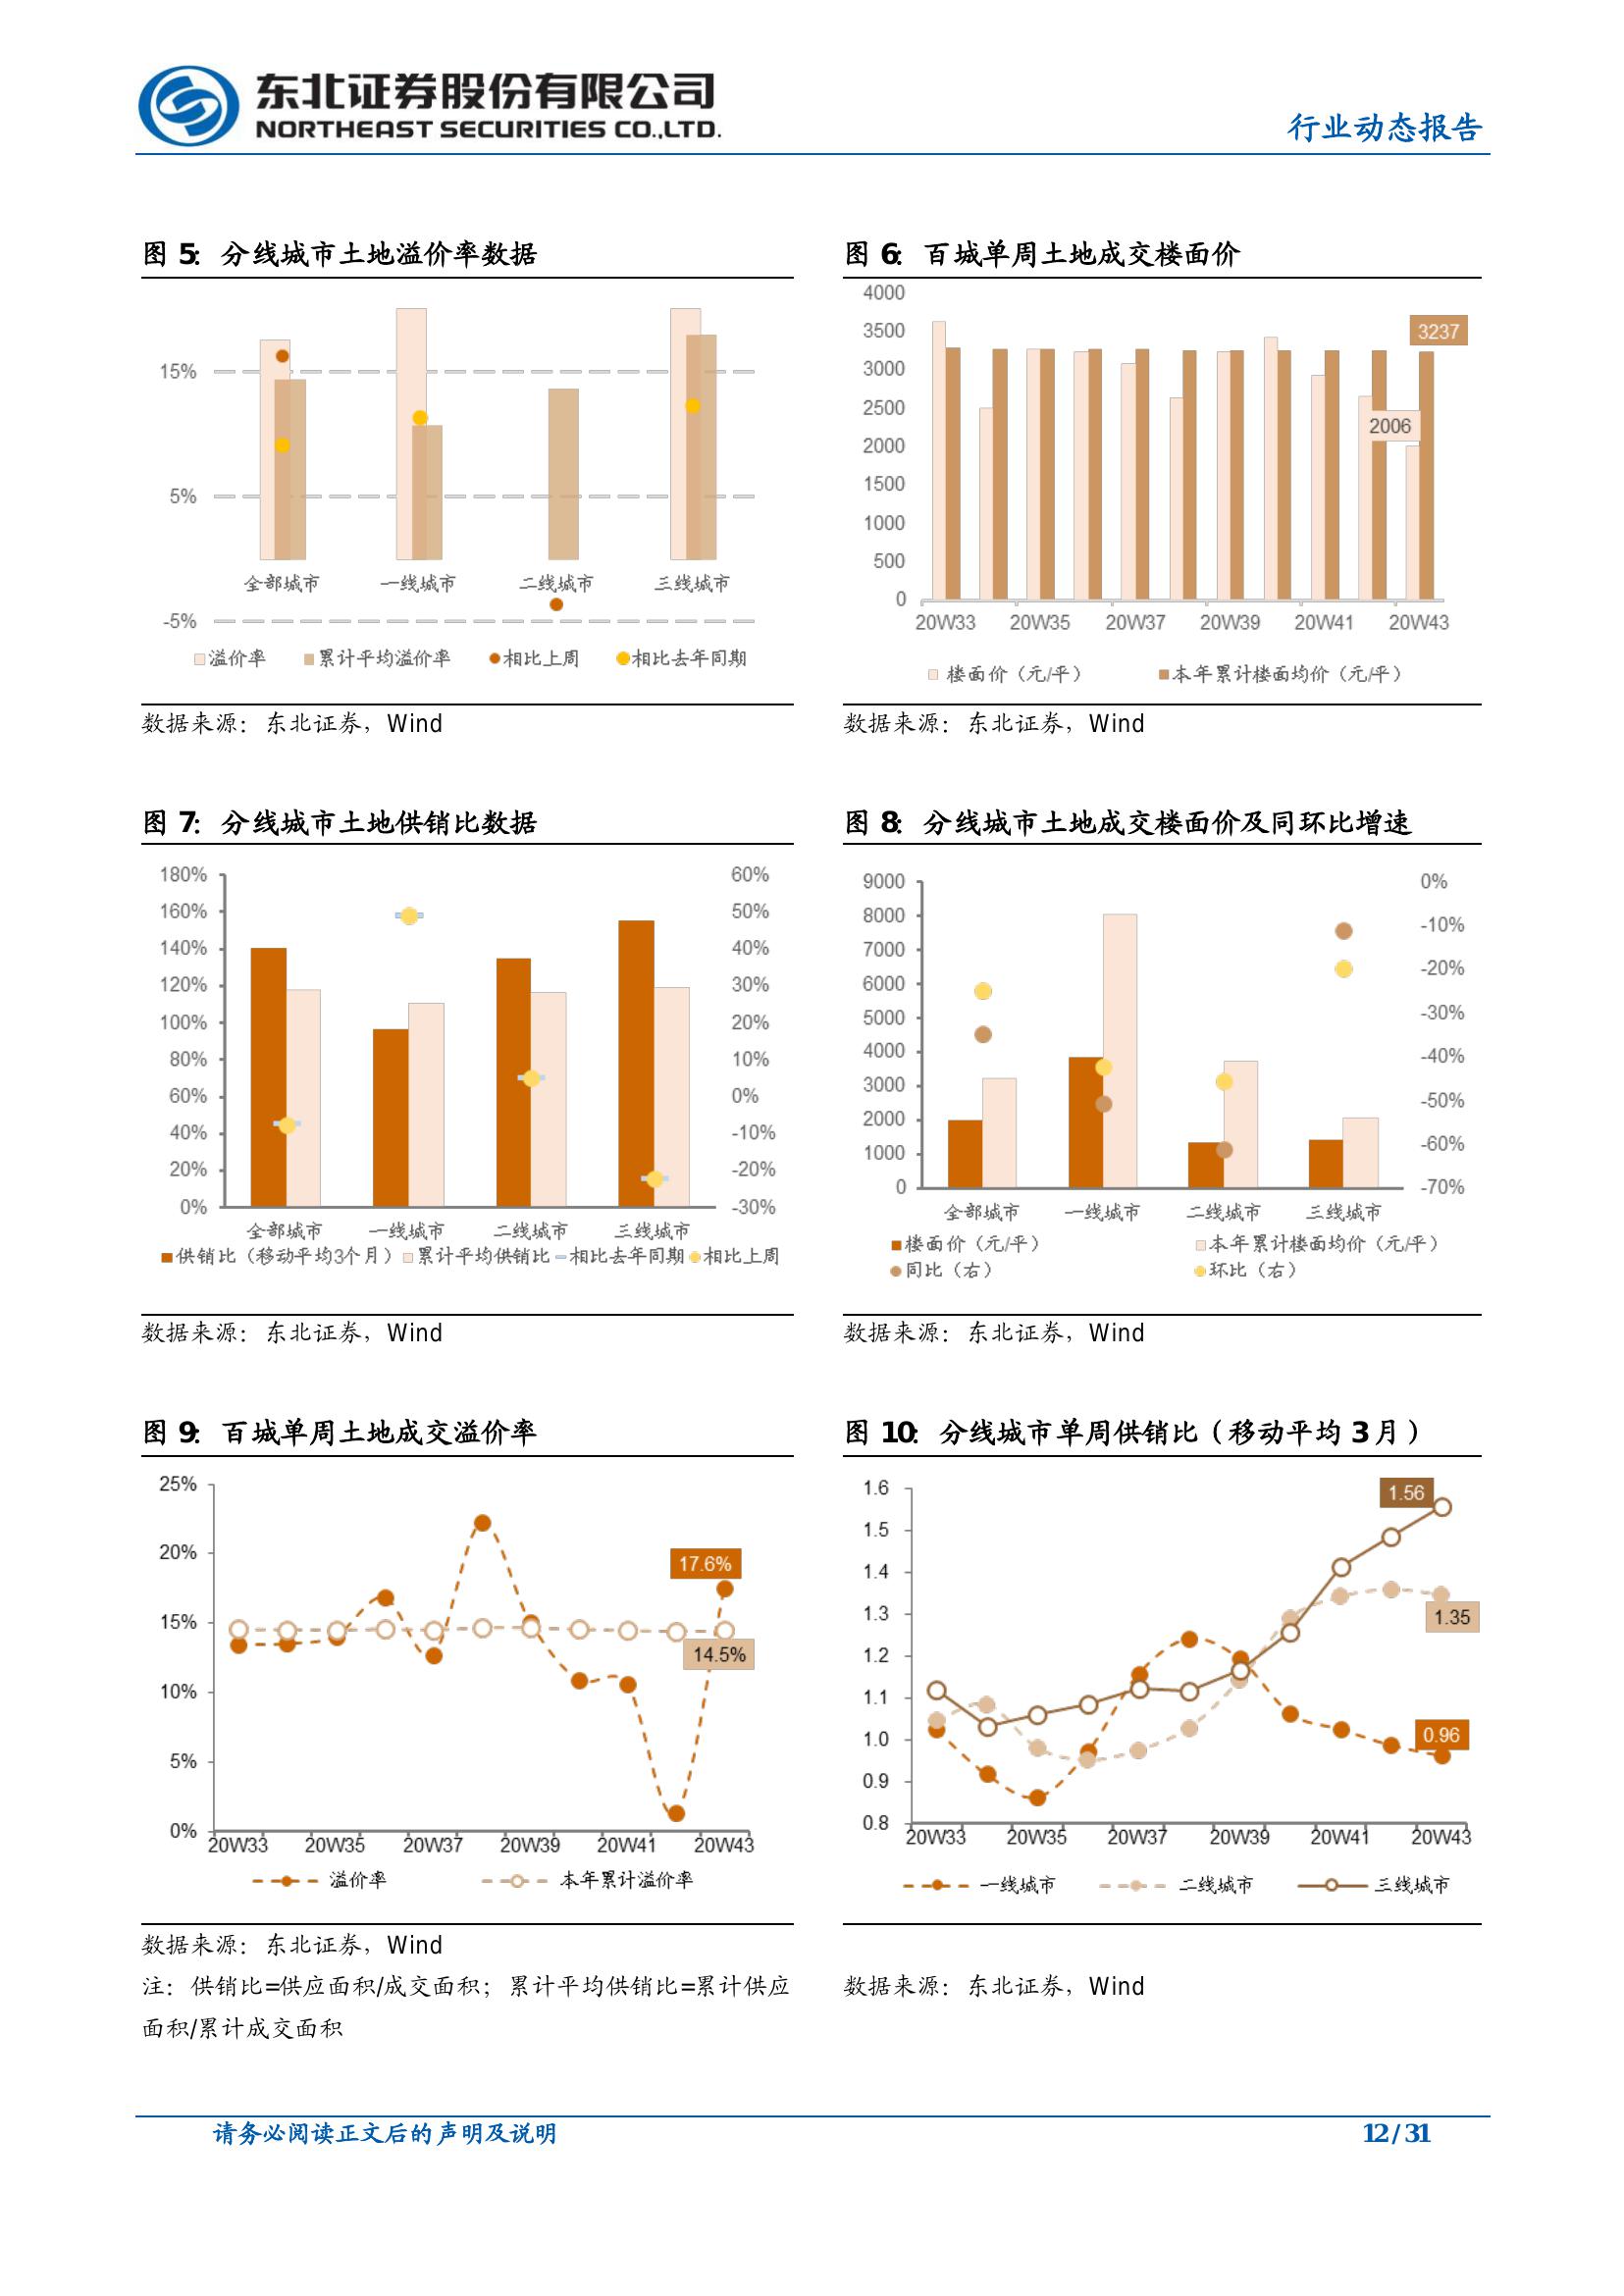 东北证券股份有限公司
NORTHEAST SECURITIES CO.,LTD.
行业动态报告
图 5：分线城市土地溢价率数据
15%
5%
-5%
全部城市 一线城市 二线城市 三线城市
溢价率 累计平均溢价率 相比上周 相比去年同期
数据来源：东北证券，Wind
图 6：百城单周土地成交楼面价
4000
3500
3000
2500
2000
1500
1000
500
0
3237
2006
20W33 20W35 20W37 20W39 20W41 20W43
楼面价（元/平） 本年累计楼面均价（元/平）
数据来源：东北证券，Wind
图 7：分线城市土地供销比数据
180%
160%
140%
120%
100%
80%
60%
40%
20%
0%
60%
50%
40%
30%
20%
10%
0%
-10%
-20%
-30%
全部城市 一线城市 二线城市 三线城市
供销比（移动平均3个月） 累计平均供销比 相比去年同期 相比上周
数据来源：东北证券，Wind
图 8：分线城市土地成交楼面价及同环比增速
9000
8000
7000
6000
5000
4000
3000
2000
1000
0
0%
-10%
-20%
-30%
-40%
-50%
-60%
-70%
全部城市 一线城市 二线城市 三线城市
楼面价（元/平） 本年累计楼面均价（元/平）
同比（右） 环比（右）
数据来源：东北证券，Wind
图 9：百城单周土地成交溢价率
25%
20%
15%
10%
5%
0%
17.6%
14.5%
20W33 20W35 20W37 20W39 20W41 20W43
溢价率 本年累计溢价率
数据来源：东北证券，Wind
注：供销比=供应面积/成交面积；累计平均供销比=累计供应
面积/累计成交面积
图 10：分线城市单周供销比（移动平均 3 月）
1.6
1.5
1.4
1.3
1.2
1.1
1.0
0.9
0.8
1.56
1.35
0.96
20W33 20W35 20W37 20W39 20W41 20W43
一线城市 二线城市 三线城市
数据来源：东北证券，Wind
请务必阅读正文后的声明及说明
12 / 31